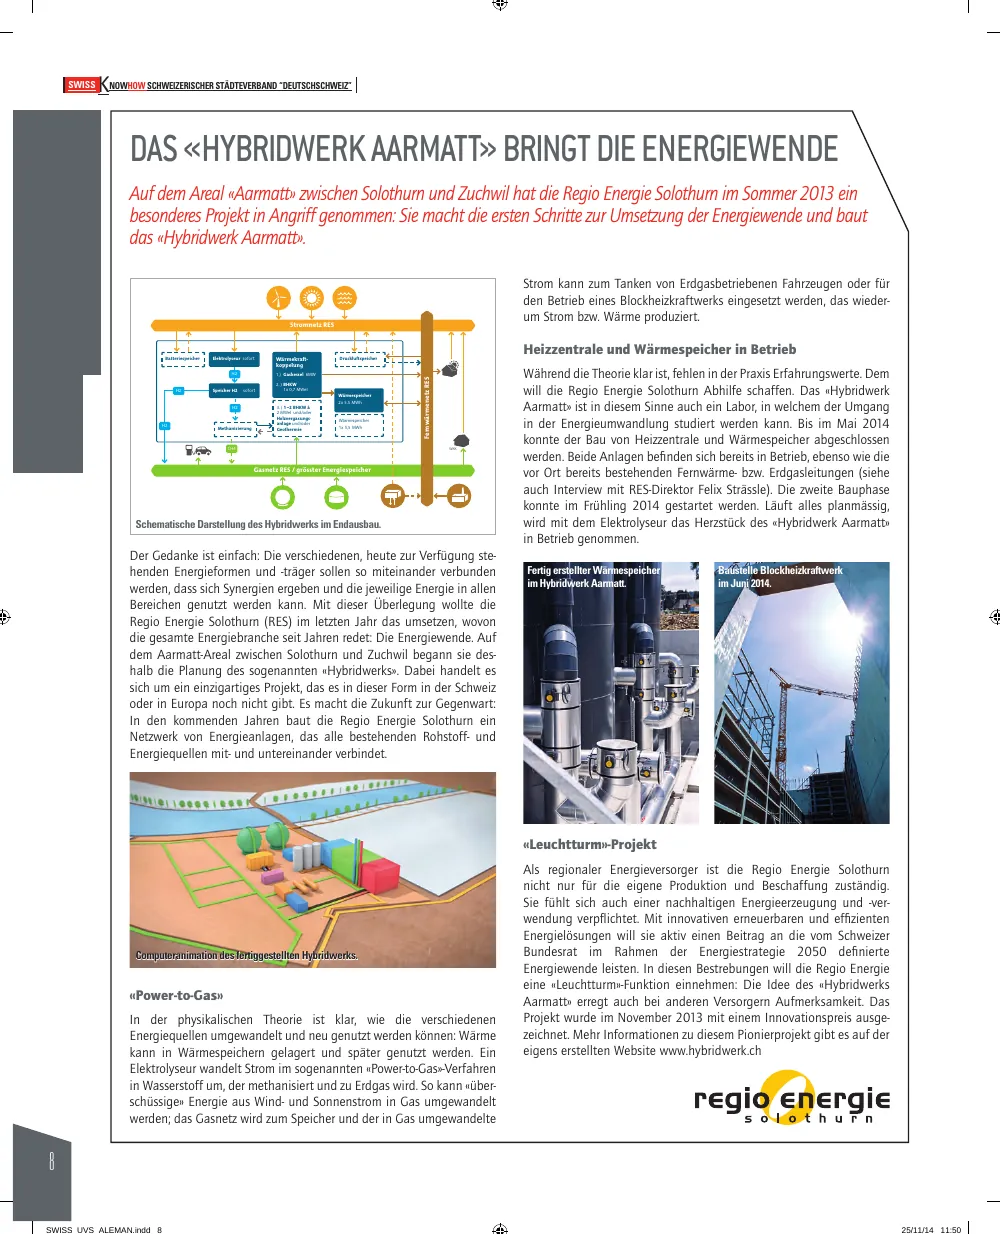 SWISS KNOWHOW SCHWEIZERISCHER STÄDTEVERBAND "DEUTSCHSCHWEIZ"
DAS «HYBRIDWERK AARMATT» BRINGT DIE ENERGIEWENDE
Auf dem Areal «Aarmatt» zwischen Solothurn und Zuchwil hat die Regio Energie Solothurn im Sommer 2013 ein
besonderes Projekt in Angriff genommen: Sie macht die ersten Schritte zur Umsetzung der Energiewende und baut
das «Hybridwerk Aarmatt».
Stromnetz RES
Batteriespeicher
Elektrolyseur sofort
Wärmekraft-
koppelung
Druckluftspeicher
H2
H2
Speicher H2 sofort
H2
H2
Methanisierung
CH4
Wärmespeicher
Wärmespeicher
Fernwärmenetz RES
Gasnetz RES / grösster Energiespeicher
Schematische Darstellung des Hybridwerks im Endausbau.
Der Gedanke ist einfach: Die verschiedenen, heute zur Verfügung ste-
henden Energieformen und -träger sollen so miteinander verbunden
werden, dass sich Synergien ergeben und die jeweilige Energie in allen
Bereichen genutzt werden kann. Mit dieser Überlegung wollte die
Regio Energie Solothurn (RES) im letzten Jahr das umsetzen, wovon
die gesamte Energiebranche seit Jahren redet: Die Energiewende. Auf
dem Aarmatt-Areal zwischen Solothurn und Zuchwil begann sie des-
halb die Planung des sogenannten «Hybridwerks». Dabei handelt es
sich um ein einzigartiges Projekt, das es in dieser Form in der Schweiz
oder in Europa noch nicht gibt. Es macht die Zukunft zur Gegenwart:
In den kommenden Jahren baut die Regio Energie Solothurn ein
Netzwerk von Energieanlagen, das alle bestehenden Rohstoff- und
Energiequellen mit- und untereinander verbindet.
Computeranimation des fertiggestellten Hybridwerks.
«Power-to-Gas»
In der physikalischen Theorie ist klar, wie die verschiedenen
Energiequellen umgewandelt und neu genutzt werden können: Wärme
kann in Wärmespeichern gelagert und später genutzt werden. Ein
Elektrolyseur wandelt Strom im sogenannten «Power-to-Gas»-Verfahren
in Wasserstoff um, der methanisiert und zu Erdgas wird. So kann «über-
schüssige» Energie aus Wind- und Sonnenstrom in Gas umgewandelt
werden; das Gasnetz wird zum Speicher und der in Gas umgewandelte
Strom kann zum Tanken von Erdgasbetriebenen Fahrzeugen oder für
den Betrieb eines Blockheizkraftwerks eingesetzt werden, das wieder-
um Strom bzw. Wärme produziert.
Heizzentrale und Wärmespeicher in Betrieb
Während die Theorie klar ist, fehlen in der Praxis Erfahrungswerte. Dem
will die Regio Energie Solothurn Abhilfe schaffen. Das «Hybridwerk
Aarmatt» ist in diesem Sinne auch ein Labor, in welchem der Umgang
in der Energieumwandlung studiert werden kann. Bis im Mai 2014
konnte der Bau von Heizzentrale und Wärmespeicher abgeschlossen
werden. Beide Anlagen befinden sich bereits in Betrieb, ebenso wie die
vor Ort bereits bestehenden Fernwärme- bzw. Erdgasleitungen (siehe
auch Interview mit RES-Direktor Felix Strässle). Die zweite Bauphase
konnte im Frühling 2014 gestartet werden. Läuft alles planmässig,
wird mit dem Elektrolyseur das Herzstück des «Hybridwerk Aarmatt»
in Betrieb genommen.
Fertig erstellter Wärmespeicher
im Hybridwerk Aarmatt.
Baustelle Blockheizkraftwerk
im Juni 2014.
«Leuchtturm»-Projekt
Als regionaler Energieversorger ist die Regio Energie Solothurn
nicht nur für die eigene Produktion und Beschaffung zuständig.
Sie fühlt sich auch einer nachhaltigen Energieerzeugung und -ver-
wendung verpflichtet. Mit innovativen erneuerbaren und effizienten
Energielösungen will sie aktiv einen Beitrag an die vom Schweizer
Bundesrat im Rahmen der Energiestrategie 2050 definierte
Energiewende leisten. In diesen Bestrebungen will die Regio Energie
eine «Leuchtturm»-Funktion einnehmen: Die Idee des «Hybridwerks
Aarmatt» erregt auch bei anderen Versorgern Aufmerksamkeit. Das
Projekt wurde im November 2013 mit einem Innovationspreis ausge-
zeichnet. Mehr Informationen zu diesem Pionierprojekt gibt es auf der
eigens erstellten Website www.hybridwerk.ch
regio energie
solothurn
8
SWISS_UVS_ALEMAN.indd 8
25/11/14 11:50